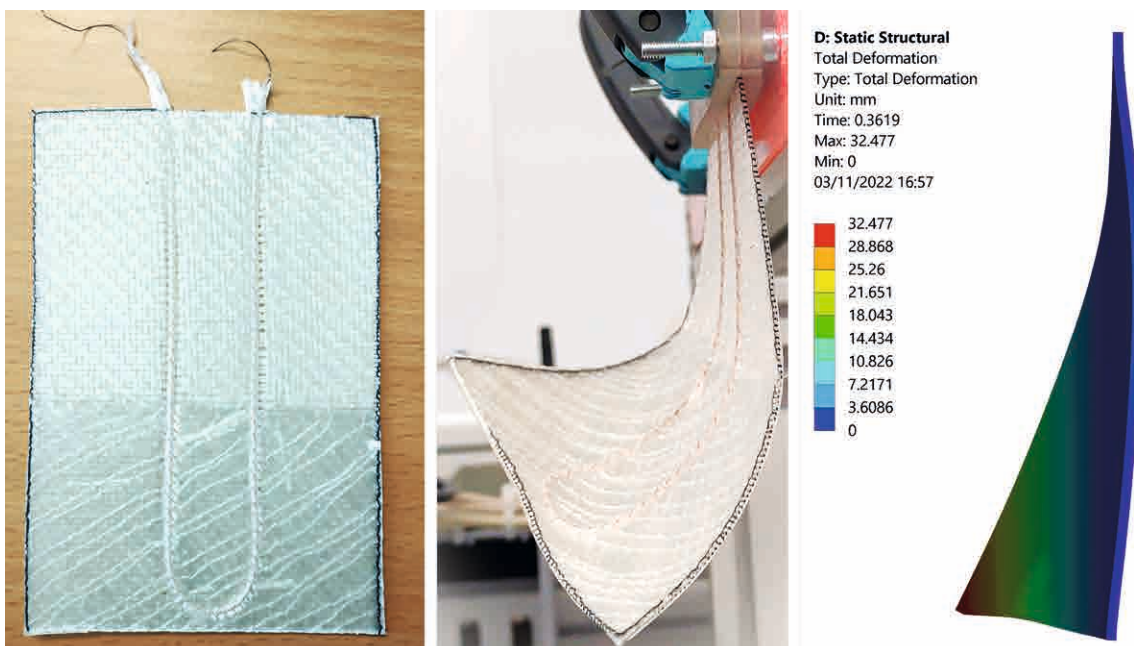 D: Static Structural
Total Deformation
Type: Total Deformation
Unit: mm
Time: 0.3619
Max: 32.477
Min: 0
03/11/2022 16:57
32.477
28.868
25.26
21.651
18.043
14.434
10.826
7.2171
3.6086
0